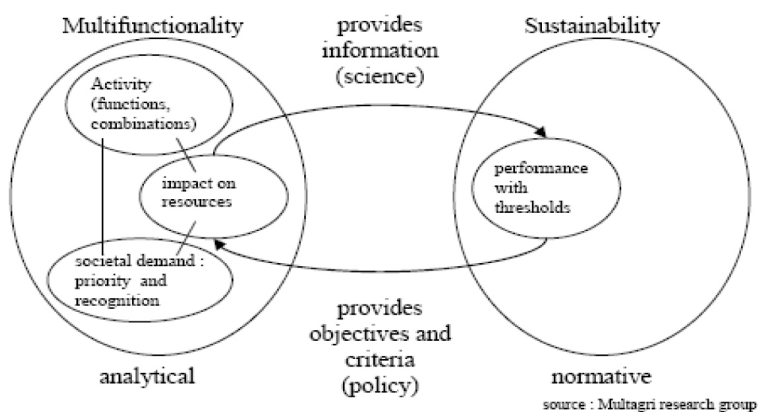 Multifunctionality
provides
information
(science)
Sustainability
Activity
(functions,
combinations)
impact on
resources
performance
with
thresholds
societal demand :
priority and
recognition
provides
objectives and
criteria
(policy)
analytical
normative
source : Multagri research group